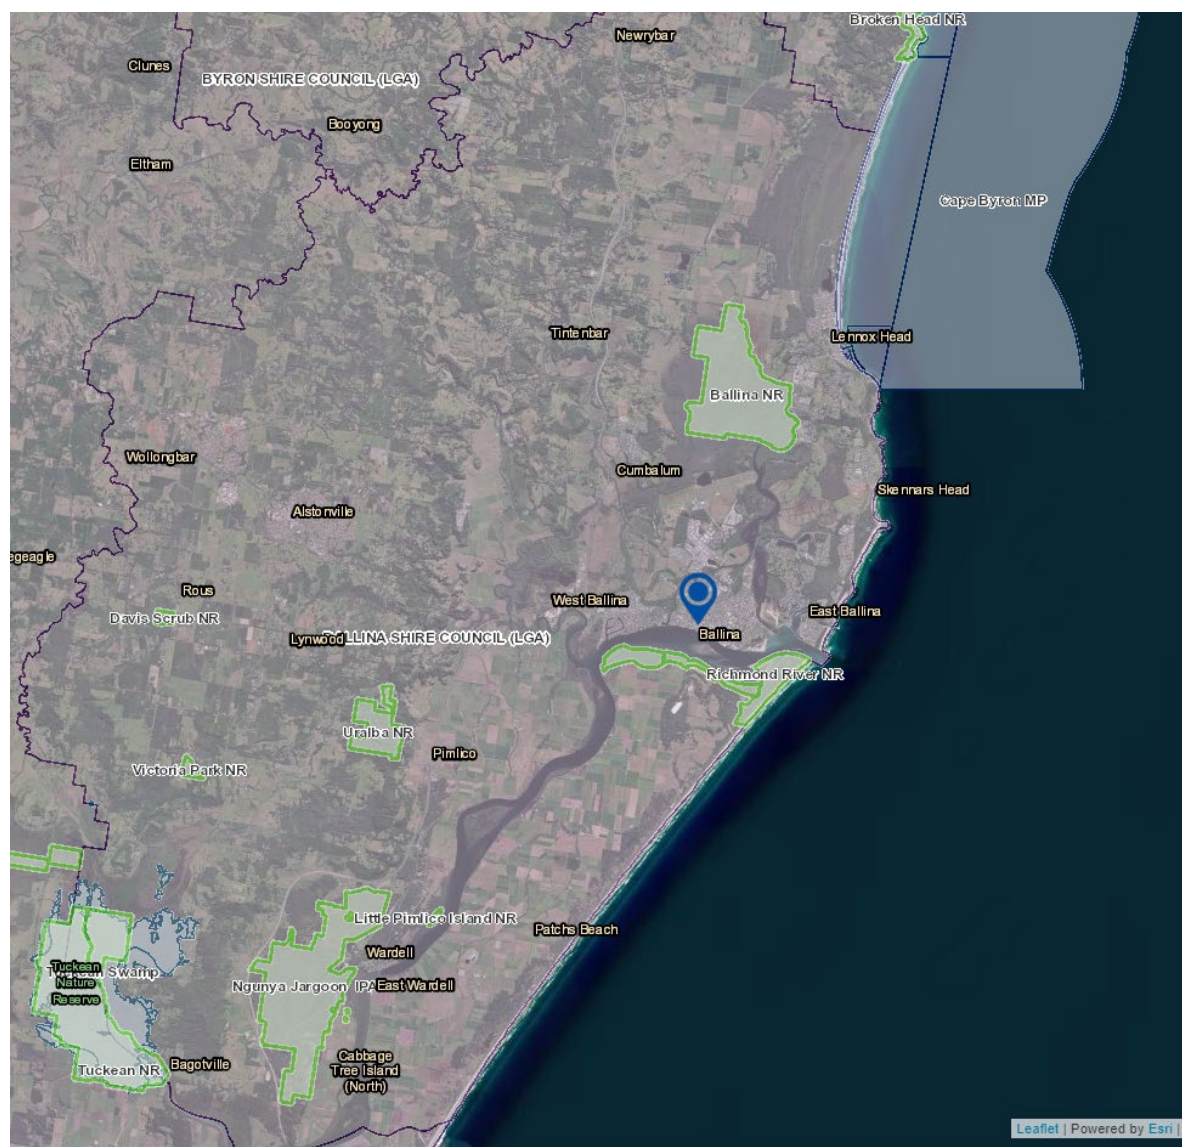 Broken Head NR
Newrybar
Clunes
BYRON SHIRE COUNCIL (LGA)
Booyong
Eltham
Cape Byron MP
Tintenbar
Lennox Head
Ballina NR
Wollongbar
Cumbalum
Skennars Head
Alstonville
egeagle
Rous
West Ballina
Davis Scrub NR
East Ballina
Lynwood
LLINA SHIRE COUNCIL (LGA)
Ballina
Richmond River NR
Uralba NR
Pimlico
Victoria Park NR
Little Pimlico Island NR
Patchs Beach
Wardell
Swamp
Tuckean
Nature
Reserve
Ngunya Jargoon IPA
East Wardell
Cabbage
Tree Island
(North)
Bagotville
Tuckean NR
Leaflet | Powered by Esri |